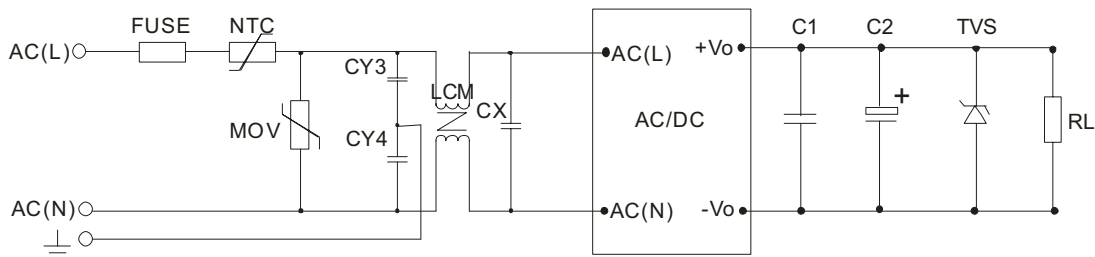 FUSE NTC C1 C2 TVS
AC(L) AC(L) +Vo
CY3 LCM CX +
MOV CY4 AC/DC RL
AC(N) AC(N) -Vo